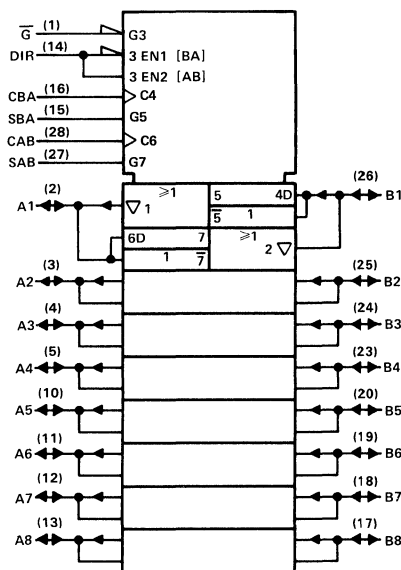 G̅ (1) G3
DIR (14) 3 EN1 [BA]
3 EN2 [AB]
CBA (16) C4
SBA (15) G5
CAB (28) C6
SAB (27) G7
A1 (2) ≥1 5 4D (26) B1
▽ 1 5̅ 1
6D 7 ≥1
1 7̅ 2 ▽
A2 (3) (25) B2
A3 (4) (24) B3
A4 (5) (23) B4
A5 (10) (20) B5
A6 (11) (19) B6
A7 (12) (18) B7
A8 (13) (17) B8